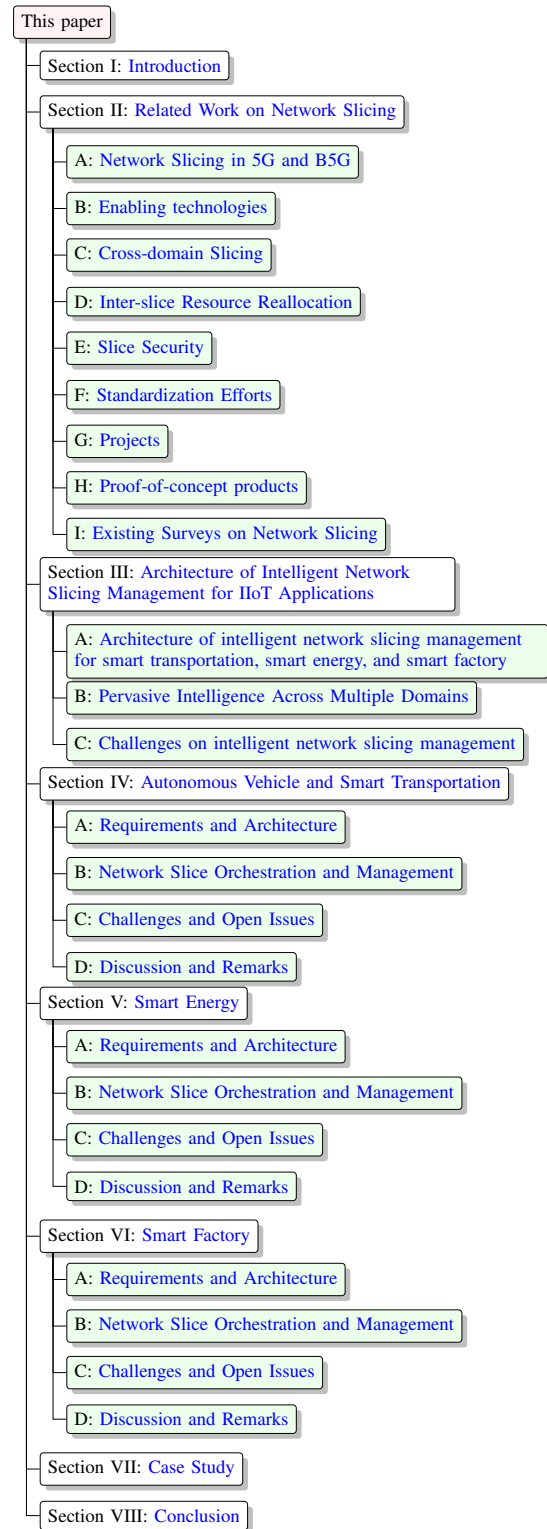 This paper
Section I: Introduction
Section II: Related Work on Network Slicing
A: Network Slicing in 5G and B5G
B: Enabling technologies
C: Cross-domain Slicing
D: Inter-slice Resource Reallocation
E: Slice Security
F: Standardization Efforts
G: Projects
H: Proof-of-concept products
I: Existing Surveys on Network Slicing
Section III: Architecture of Intelligent Network
Slicing Management for IIoT Applications
A: Architecture of intelligent network slicing management
for smart transportation, smart energy, and smart factory
B: Pervasive Intelligence Across Multiple Domains
C: Challenges on intelligent network slicing management
Section IV: Autonomous Vehicle and Smart Transportation
A: Requirements and Architecture
B: Network Slice Orchestration and Management
C: Challenges and Open Issues
D: Discussion and Remarks
Section V: Smart Energy
A: Requirements and Architecture
B: Network Slice Orchestration and Management
C: Challenges and Open Issues
D: Discussion and Remarks
Section VI: Smart Factory
A: Requirements and Architecture
B: Network Slice Orchestration and Management
C: Challenges and Open Issues
D: Discussion and Remarks
Section VII: Case Study
Section VIII: Conclusion